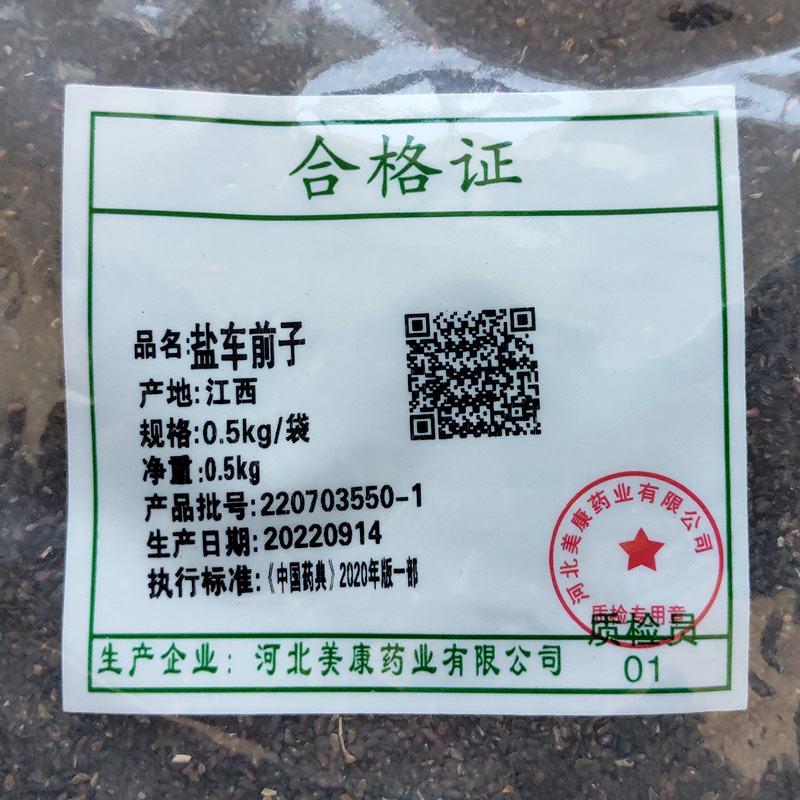 合格证
品名:盐车前子
产地:江西
规格:0.5kg/袋
净重:0.5kg
产品批号:220703550-1
生产日期:20220914
执行标准:《中国药典》2020年版一部
河北美康药业有限公司
质检专用章
质检员
01
生产企业:河北美康药业有限公司